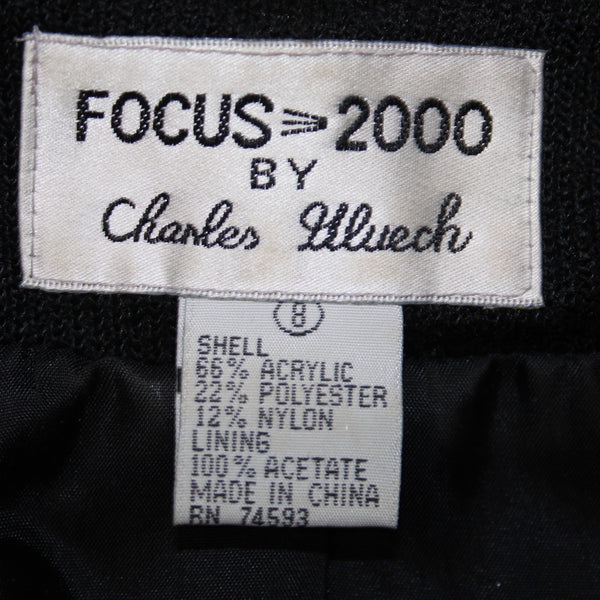 FOCUS 2000
BY
Charles Gluech
8
SHELL
66% ACRYLIC
22% POLYESTER
12% NYLON
LINING
100% ACETATE
MADE IN CHINA
RN 74593